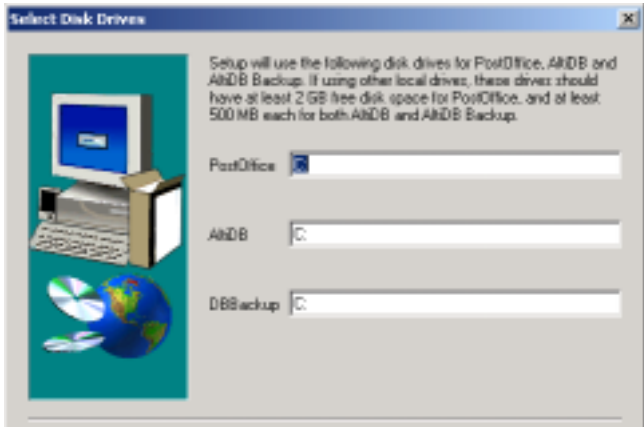 Select Disk Drives
Setup will use the following disk drives for PostOffice, AltiDB and
AltiDB Backup. If using other local drives, these drives should
have at least 2 GB free disk space for PostOffice, and at least
500 MB each for both AltiDB and AltiDB Backup.
PostOffice C:
AltiDB C:
DBBackup C: